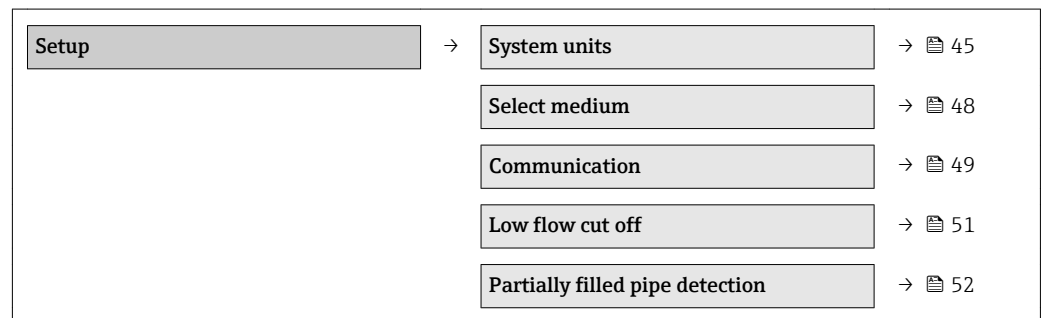 Setup → System units → 45
Select medium → 48
Communication → 49
Low flow cut off → 51
Partially filled pipe detection → 52